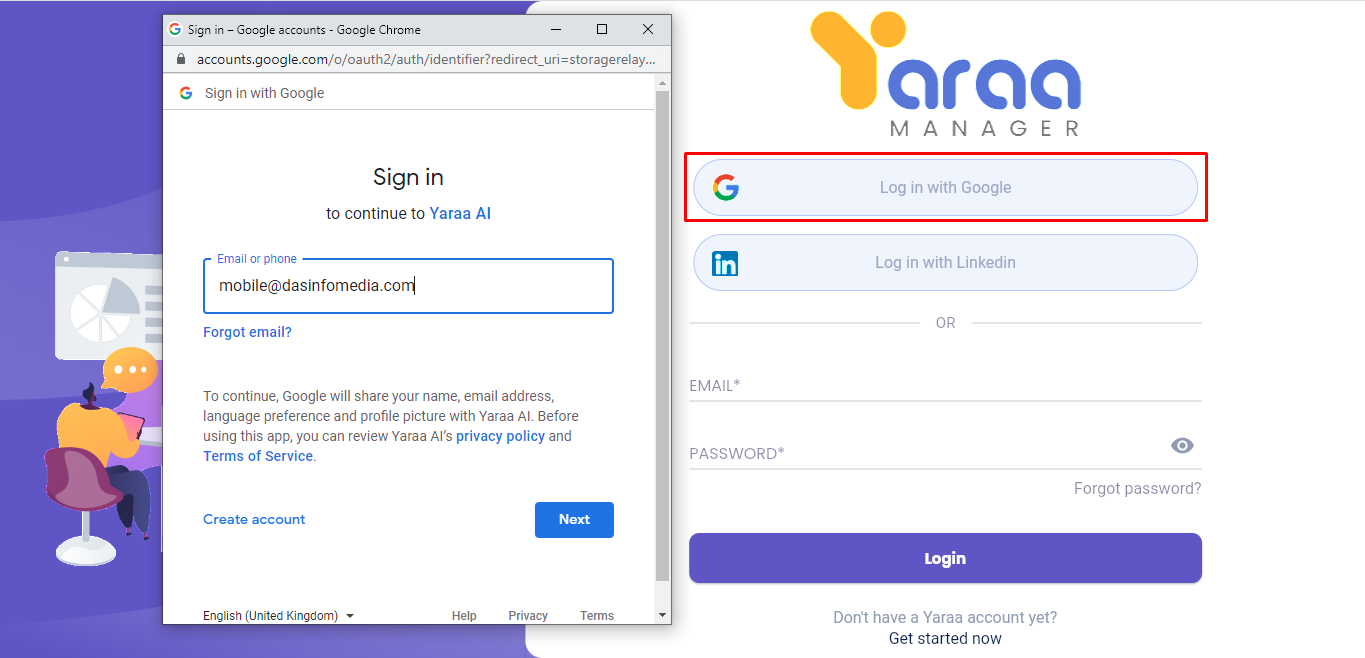 Sign in – Google accounts - Google Chrome
accounts.google.com/o/oauth2/auth/identifier?redirect_uri=storagerelay...
Sign in with Google
Sign in
to continue to Yaraa AI
Email or phone
mobile@dasinfomedia.com
Forgot email?
To continue, Google will share your name, email address,
language preference and profile picture with Yaraa AI. Before
using this app, you can review Yaraa AI's privacy policy and
Terms of Service.
Create account
Next
English (United Kingdom)
Help
Privacy
Terms
Yaraa
MANAGER
Log in with Google
in
Log in with Linkedin
OR
EMAIL*
PASSWORD*
Forgot password?
Login
Don't have a Yaraa account yet?
Get started now